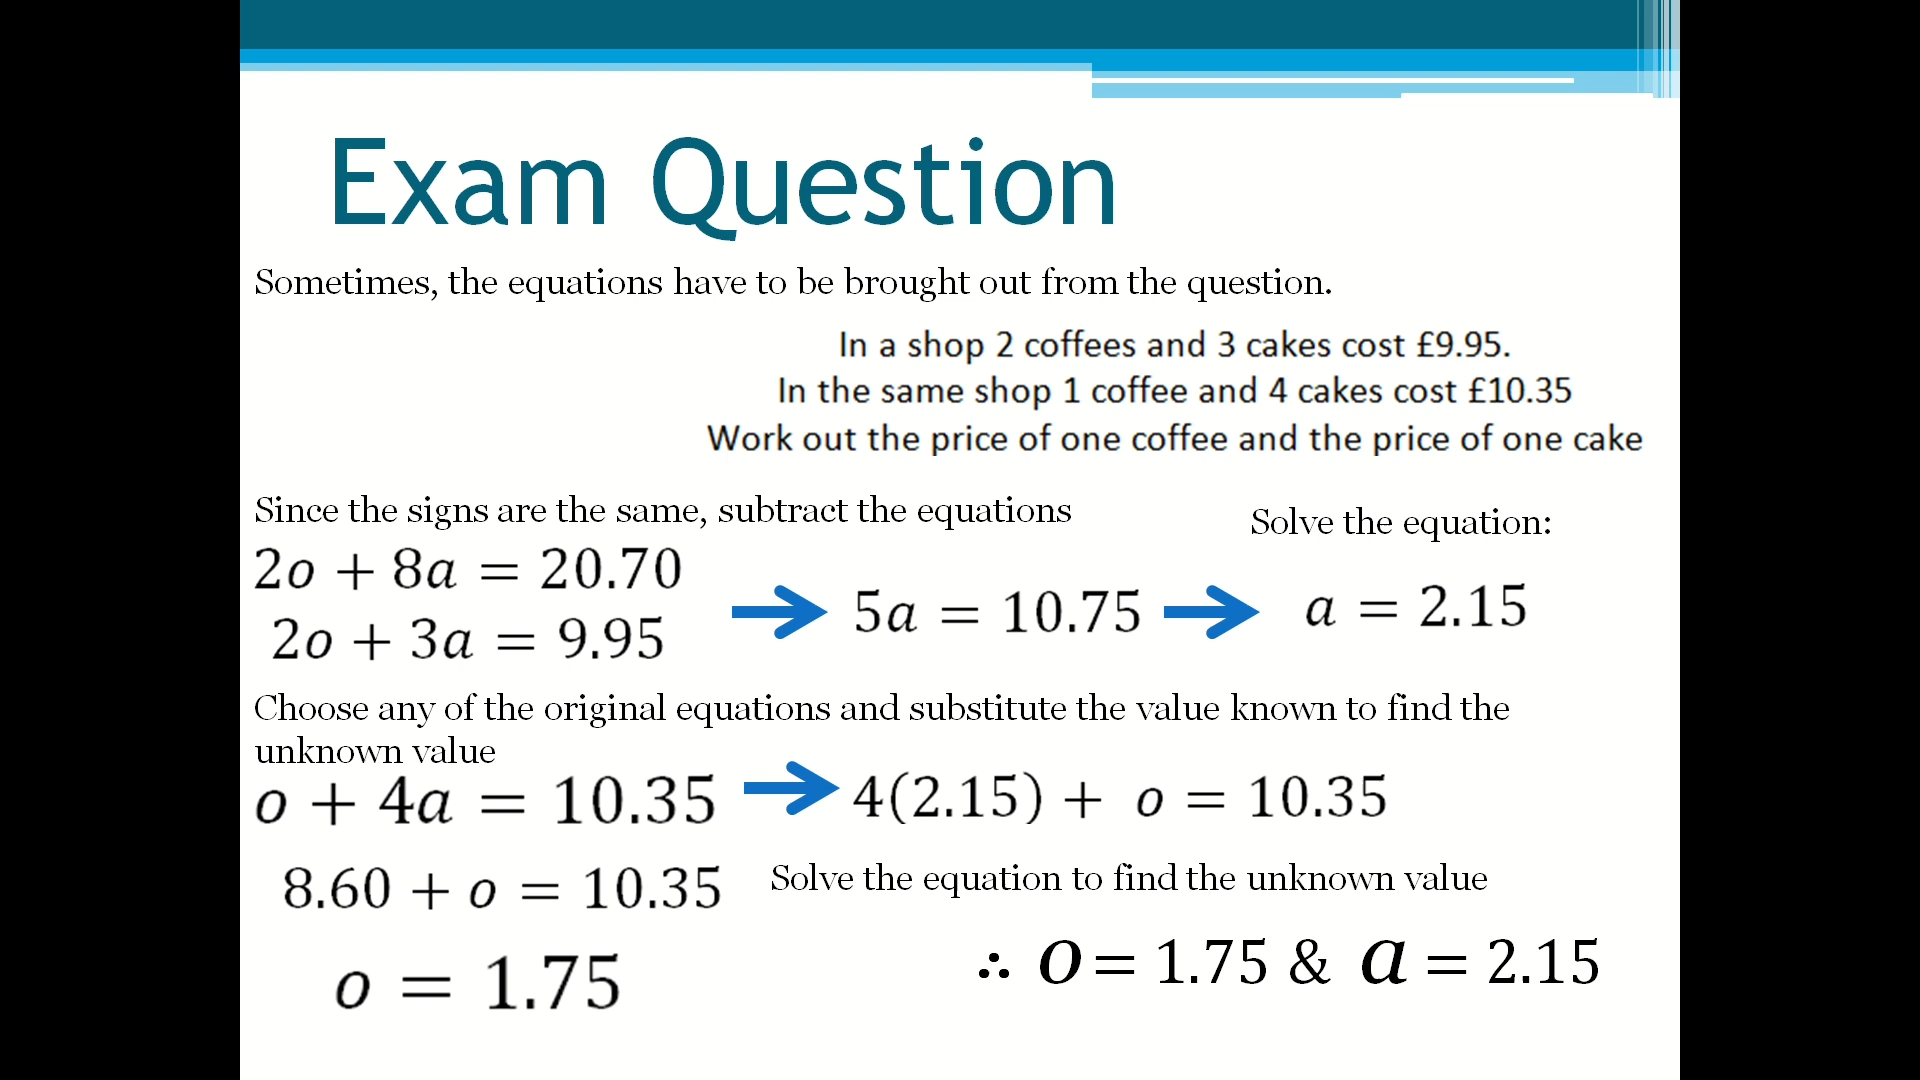 Exam Question
Sometimes, the equations have to be brought out from the question.
In a shop 2 coffees and 3 cakes cost £9.95.
In the same shop 1 coffee and 4 cakes cost £10.35
Work out the price of one coffee and the price of one cake
Since the signs are the same, subtract the equations
2o + 8a = 20.70
2o + 3a = 9.95
5a = 10.75
Solve the equation:
a = 2.15
Choose any of the original equations and substitute the value known to find the
unknown value
o + 4a = 10.35
4(2.15) + o = 10.35
8.60 + o = 10.35
o = 1.75
Solve the equation to find the unknown value
∴ o = 1.75 & a = 2.15